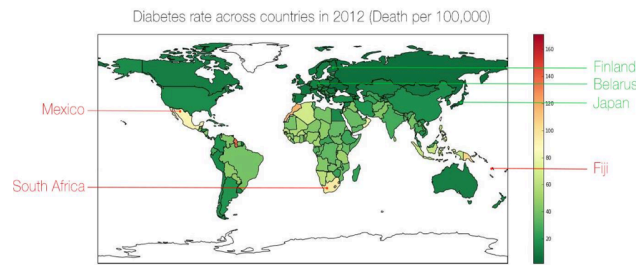 Diabetes rate across countries in 2012 (Death per 100,000)
Finland
Belarus
Japan
Fiji
Mexico
South Africa
160
140
120
100
80
60
40
20